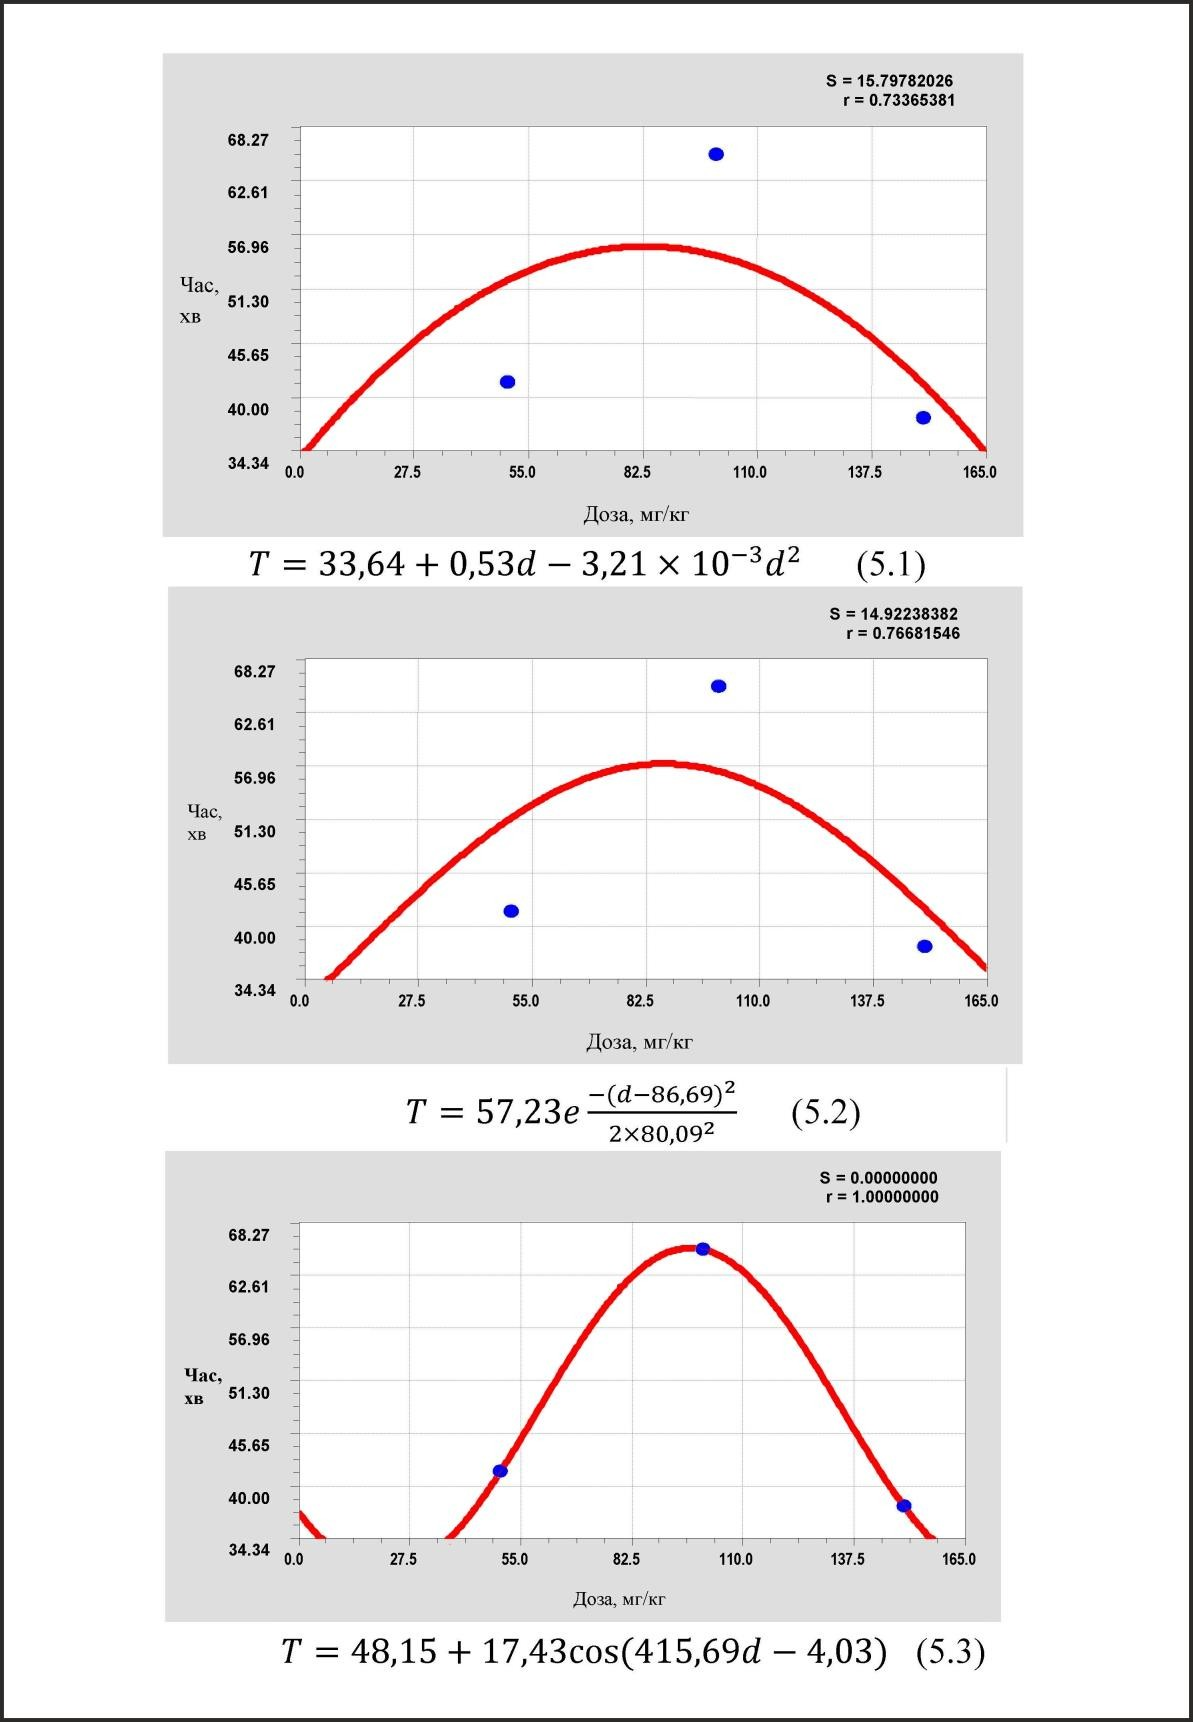 S = 15.79782026
r = 0.73365381
68.27
62.61
56.96
Час,
хв
51.30
45.65
40.00
34.34
0.0 27.5 55.0 82.5 110.0 137.5 165.0
Доза, мг/кг
T = 33,64 + 0,53d − 3,21 × 10⁻³d² (5.1)
S = 14.92238382
r = 0.76681546
68.27
62.61
56.96
Час,
хв
51.30
45.65
40.00
34.34
0.0 27.5 55.0 82.5 110.0 137.5 165.0
Доза, мг/кг
T = 57,23e −(d−86,69)² / 2×80,09² (5.2)
S = 0.00000000
r = 1.00000000
68.27
62.61
56.96
Час,
хв
51.30
45.65
40.00
34.34
0.0 27.5 55.0 82.5 110.0 137.5 165.0
Доза, мг/кг
T = 48,15 + 17,43cos(415,69d − 4,03) (5.3)